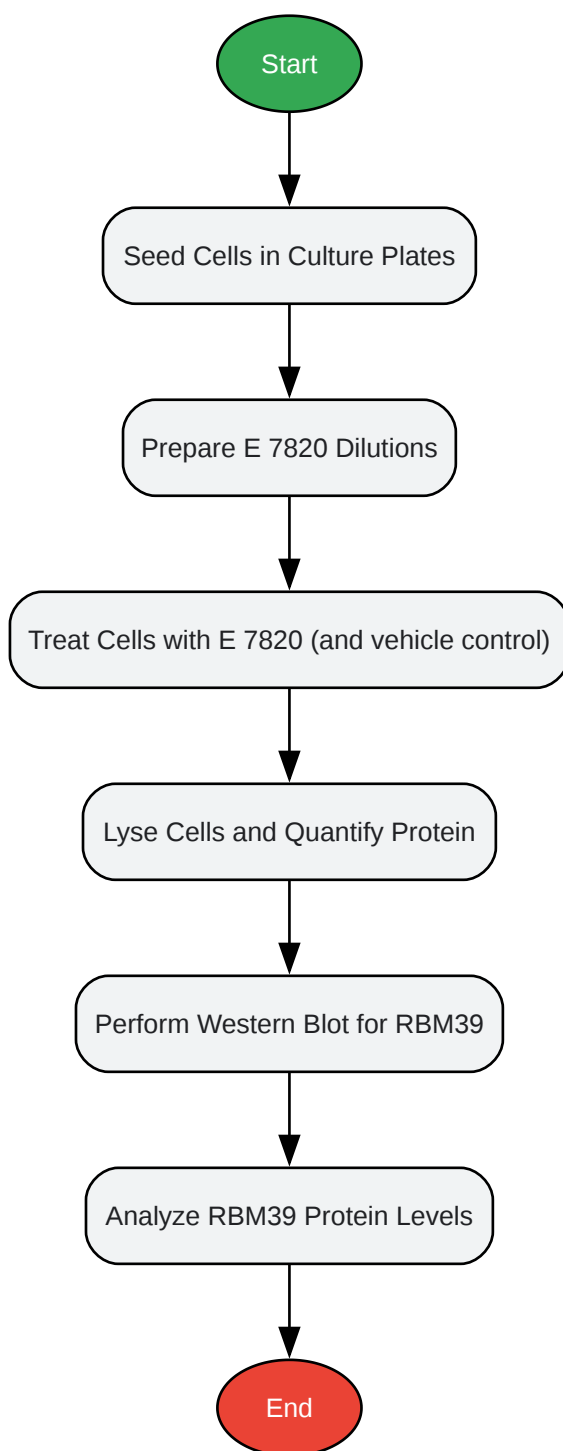 Start
Seed Cells in Culture Plates
Prepare E 7820 Dilutions
Treat Cells with E 7820 (and vehicle control)
Lyse Cells and Quantify Protein
Perform Western Blot for RBM39
Analyze RBM39 Protein Levels
End